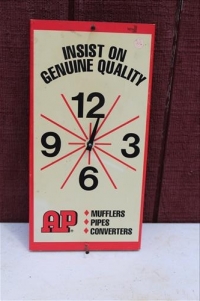 INSIST ON
GENUINE QUALITY
12
9 3
6
AP
♦ MUFFLERS
♦ PIPES
♦ CONVERTERS